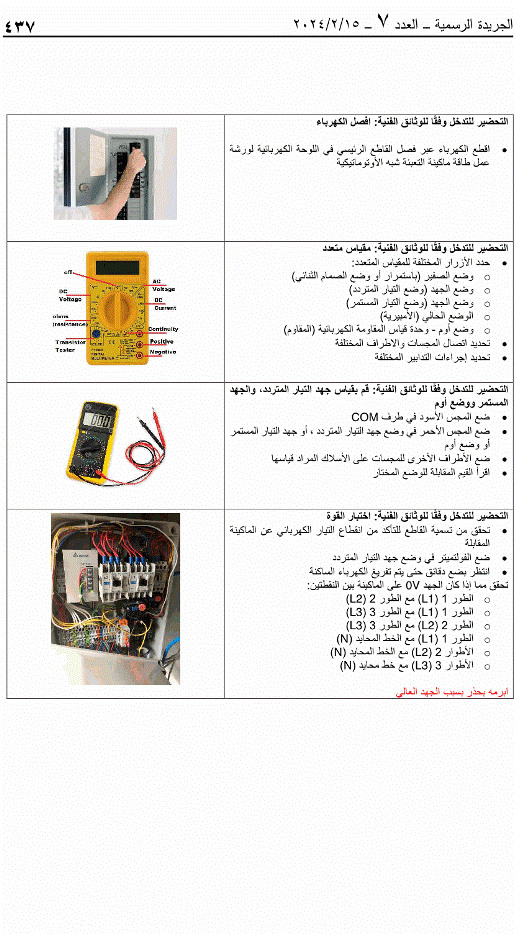 الجريدة الرسمية ــ العدد ٧ ــ ٢٠٢٤/٢/١٥
٤٣٧
التحضير للتدخل وفقًا للوثائق الفنية: افصل الكهرباء
• اقطع الكهرباء عبر فصل القاطع الرئيسي في اللوحة الكهربائية لورشة
عمل طاقة ماكينة التعبئة شبه الأوتوماتيكية
التحضير للتدخل وفقًا للوثائق الفنية: مقياس متعدد
• حدد الأزرار المختلفة للمقياس المتعدد:
o وضع الصفير (باستمرار أو وضع الصمام الثنائي)
o وضع الجهد (وضع التيار المتردد)
o وضع الجهد (وضع التيار المستمر)
o الوضع الحالي (الأمبيرية)
o وضع أوم - وحدة قياس المقاومة الكهربائية (المقاوم)
• تحديد اتصال المجسات والاطراف المختلفة
• تحديد إجراءات التدابير المختلفة
off
AC
Voltage
DC
Voltage
DC
Current
ohms
(resistance)
Continuity
Transistor
Tester
Positive
Negative
التحضير للتدخل وفقًا للوثائق الفنية: قم بقياس جهد التيار المتردد، والجهد
المستمر ووضع أوم
• ضع المجس الأسود في طرف COM
• ضع المجس الأحمر في وضع جهد التيار المتردد ، أو جهد التيار المستمر
أو وضع أوم
• ضع الأطراف الأخرى للمجسات على الأسلاك المراد قياسها
• اقرأ القيم المقابلة للوضع المختار
التحضير للتدخل وفقًا للوثائق الفنية: اختبار القوة
• تحقق من تسمية القاطع للتأكد من انقطاع التيار الكهربائي عن الماكينة
المقابلة
• ضع الفولتميتر في وضع جهد التيار المتردد
• انتظر بضع دقائق حتى يتم تفريغ الكهرباء الساكنة
تحقق مما إذا كان الجهد 0V على الماكينة بين النقطتين:
o الطور 1 (L1) مع الطور 2 (L2)
o الطور 1 (L1) مع الطور 3 (L3)
o الطور 2 (L2) مع الطور 3 (L3)
o الطور 1 (L1) مع الخط المحايد (N)
o الأطوار 2 (L2) مع الخط المحايد (N)
o الأطوار 3 (L3) مع خط محايد (N)
ابرمه بحذر بسبب الجهد العالي